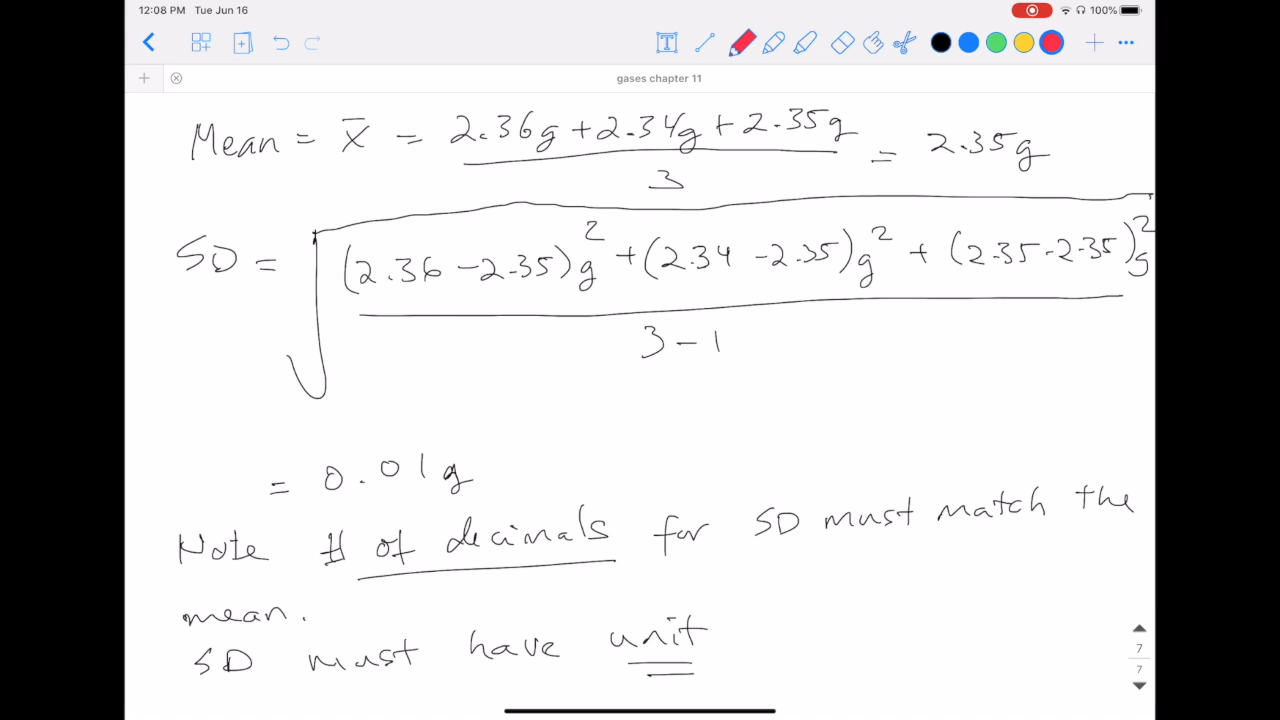 12:08 PM Tue Jun 16 100%
gases chapter 11
Mean = x̄ = 2.36g + 2.34g + 2.35g / 3 = 2.35g
SD = √ (2.36 - 2.35)g² + (2.34 - 2.35)g² + (2.35 - 2.35)g² / 3 - 1
= 0.01g
Note # of decimals for SD must match the
mean.
SD must have unit
7
7